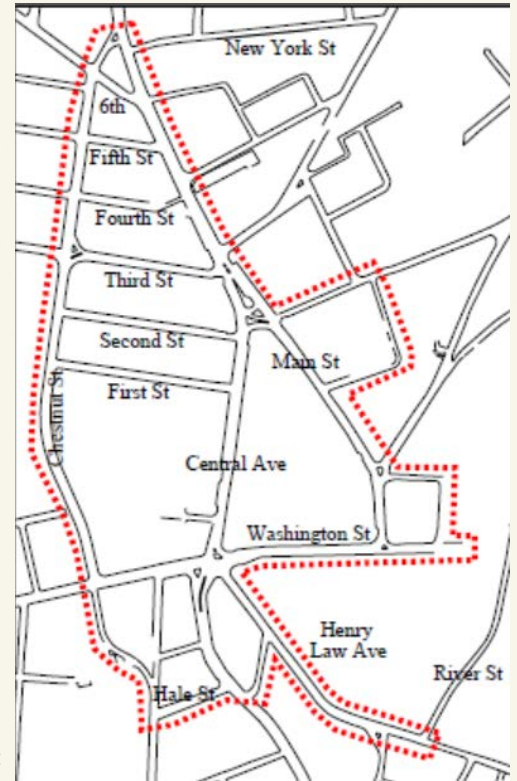 New York St
6th
Fifth St
Fourth St
Third St
Second St
Main St
First St
Chestnut St
Central Ave
Washington St
Henry
Law Ave
River St
Hale St